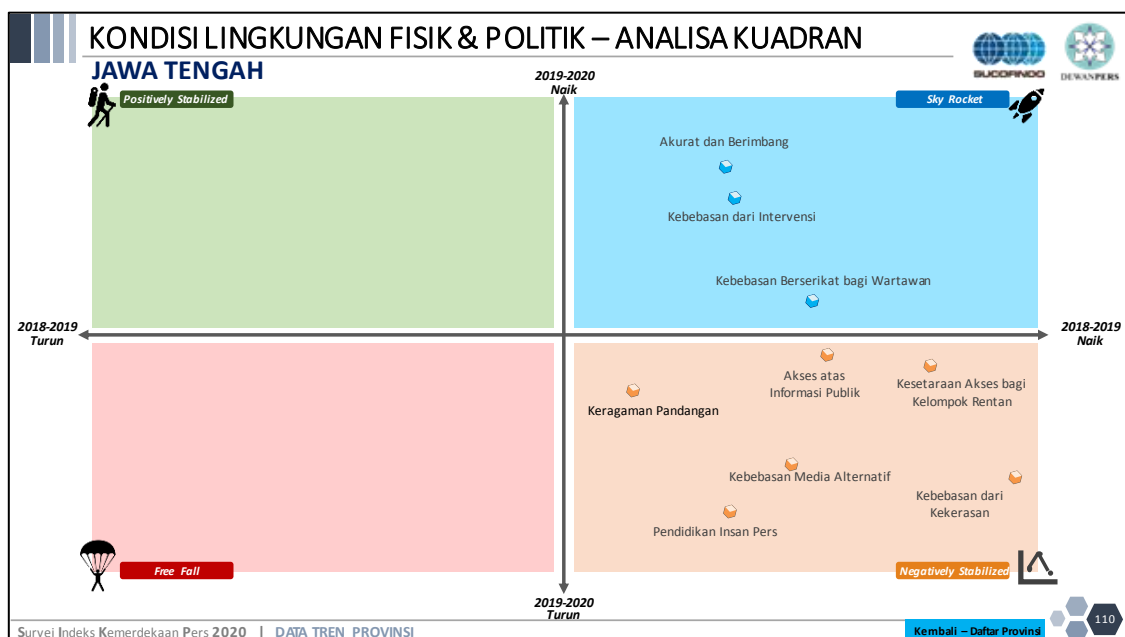 KONDISI LINGKUNGAN FISIK & POLITIK – ANALISA KUADRAN
JAWA TENGAH
SUCOFINDO
DEWAN PERS
2019-2020
Naik
Positively Stabilized
Sky Rocket
Akurat dan Berimbang
Kebebasan dari Intervensi
Kebebasan Berserikat bagi Wartawan
2018-2019
Turun
2018-2019
Naik
Akses atas
Informasi Publik
Kesetaraan Akses bagi
Kelompok Rentan
Keragaman Pandangan
Kebebasan Media Alternatif
Kebebasan dari
Kekerasan
Pendidikan Insan Pers
Free Fall
Negatively Stabilized
2019-2020
Turun
Survei Indeks Kemerdekaan Pers 2020 | DATA TREN PROVINSI
Kembali – Daftar Provinsi
110